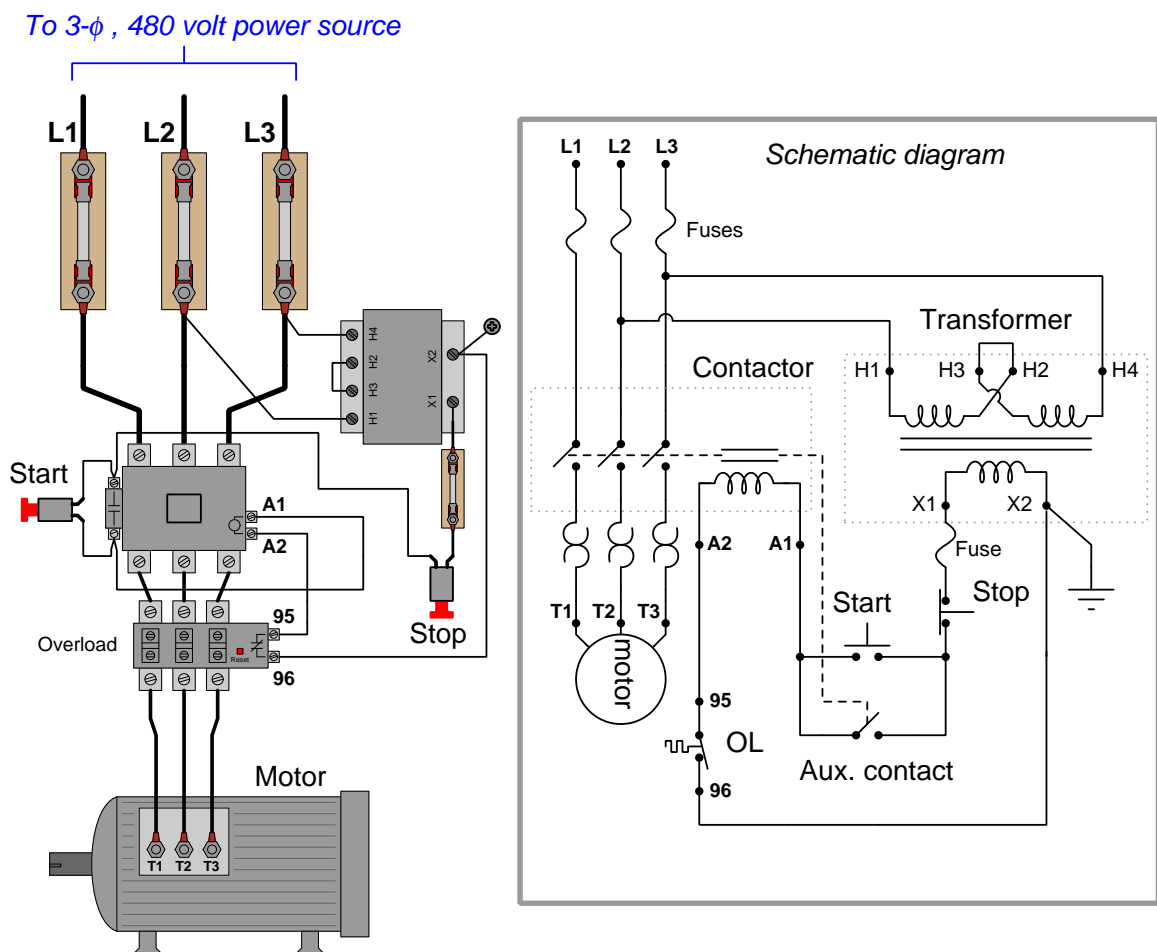 To 3-ϕ , 480 volt power source
L1 L2 L3
H4
H2
H3
H1
X2
X1
Start
A1
A2
Stop
95
Overload
Reset
96
Motor
T1 T2 T3
Schematic diagram
L1 L2 L3
Fuses
Transformer
Contactor
H1 H3 H2 H4
X1 X2
Fuse
A2 A1
Start Stop
T1 T2 T3
motor
95
OL
Aux. contact
96